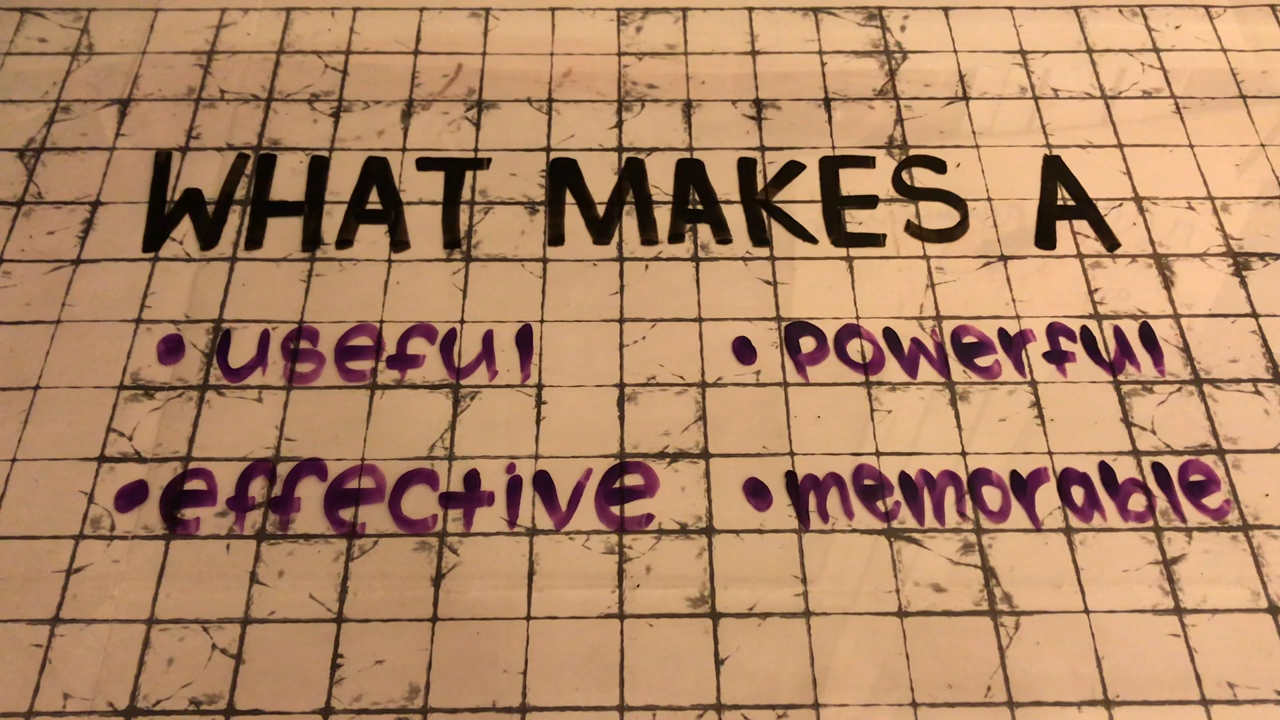 WHAT MAKES A
• useful • powerful
• effective • memorable